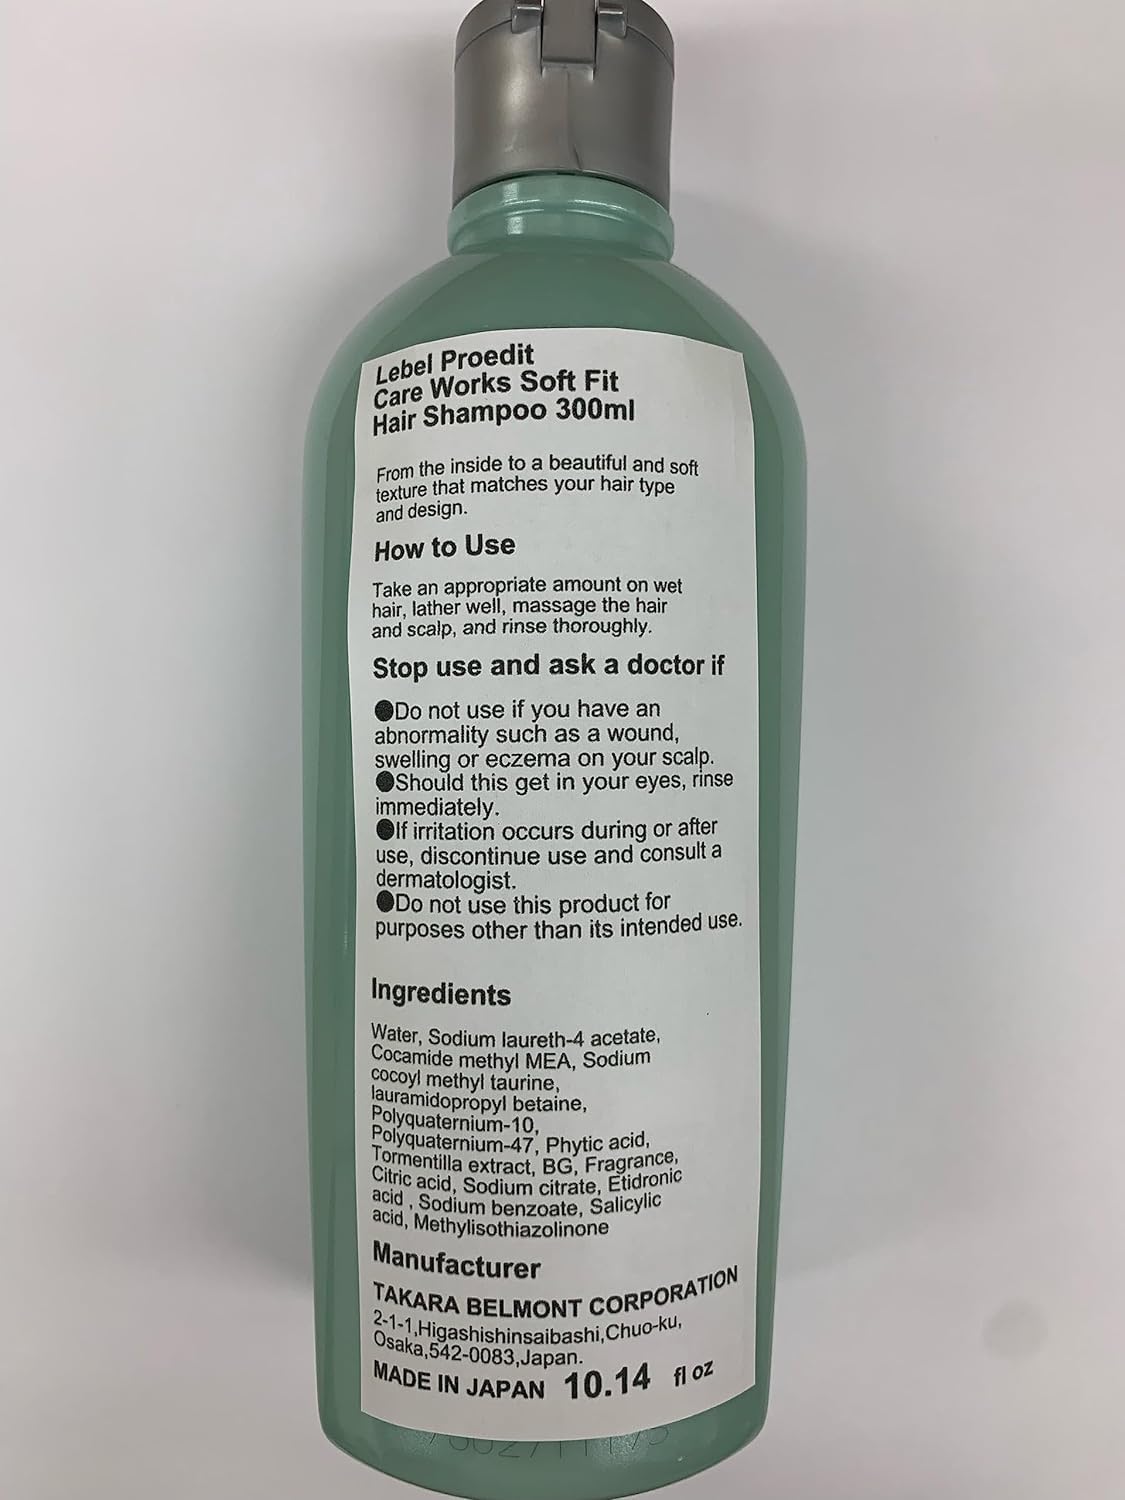 Lebel Proedit
Care Works Soft Fit
Hair Shampoo 300ml
From the inside to a beautiful and soft
texture that matches your hair type
and design.
How to Use
Take an appropriate amount on wet
hair, lather well, massage the hair
and scalp, and rinse thoroughly.
Stop use and ask a doctor if
●Do not use if you have an
abnormality such as a wound,
swelling or eczema on your scalp.
●Should this get in your eyes, rinse
immediately.
●If irritation occurs during or after
use, discontinue use and consult a
dermatologist.
●Do not use this product for
purposes other than its intended use.
Ingredients
Water, Sodium laureth-4 acetate,
Cocamide methyl MEA, Sodium
cocoyl methyl taurine,
lauramidopropyl betaine,
Polyquaternium-10,
Polyquaternium-47, Phytic acid,
Tormentilla extract, BG, Fragrance,
Citric acid, Sodium citrate, Etidronic
acid , Sodium benzoate, Salicylic
acid, Methylisothiazolinone
Manufacturer
TAKARA BELMONT CORPORATION
2-1-1,Higashishinsaibashi,Chuo-ku,
Osaka,542-0083,Japan.
MADE IN JAPAN 10.14 fl oz